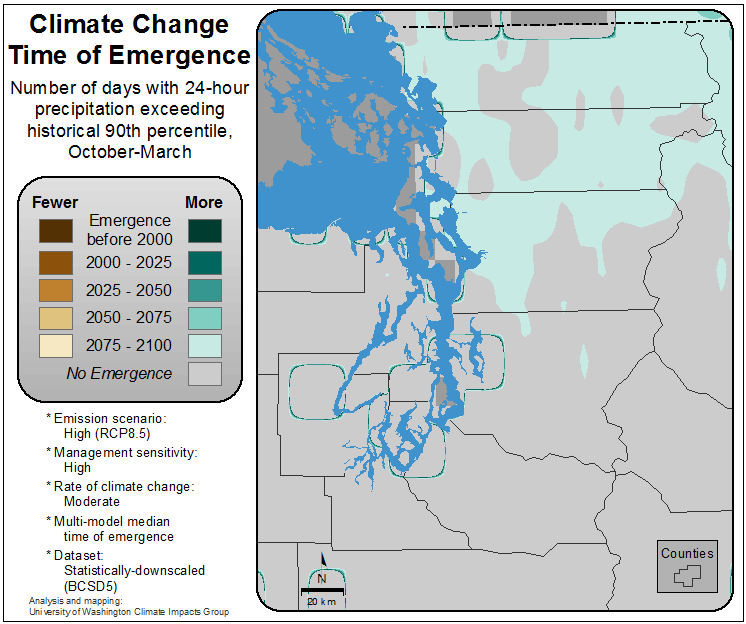 Climate Change
Time of Emergence
Number of days with 24-hour
precipitation exceeding
historical 90th percentile,
October-March
Fewer More
Emergence
before 2000
2000 - 2025
2025 - 2050
2050 - 2075
2075 - 2100
No Emergence
* Emission scenario:
High (RCP8.5)
* Management sensitivity:
High
* Rate of climate change:
Moderate
* Multi-model median
time of emergence
* Dataset:
Statistically-downscaled
(BCSD5)
Analysis and mapping:
University of Washington Climate Impacts Group
N
20 km
Counties